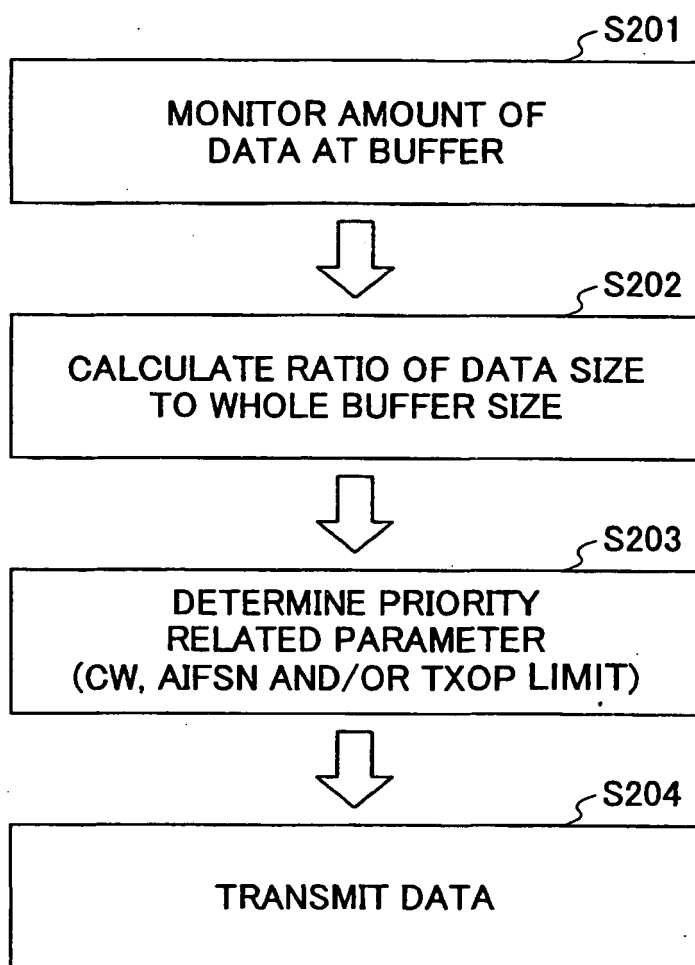 S201
MONITOR AMOUNT OF
DATA AT BUFFER
S202
CALCULATE RATIO OF DATA SIZE
TO WHOLE BUFFER SIZE
S203
DETERMINE PRIORITY
RELATED PARAMETER
(CW, AIFSN AND/OR TXOP LIMIT)
S204
TRANSMIT DATA